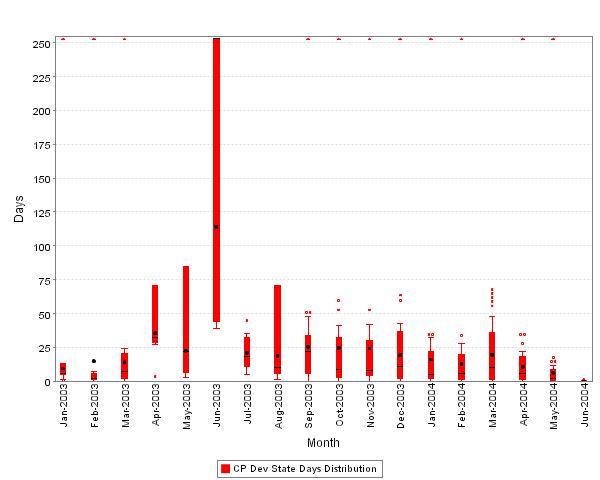 250
225
200
175
150
125
100
75
50
25
0
Days
Jan-2003
Feb-2003
Mar-2003
Apr-2003
May-2003
Jun-2003
Jul-2003
Aug-2003
Sep-2003
Oct-2003
Nov-2003
Dec-2003
Jan-2004
Feb-2004
Mar-2004
Apr-2004
May-2004
Jun-2004
Month
CP Dev State Days Distribution